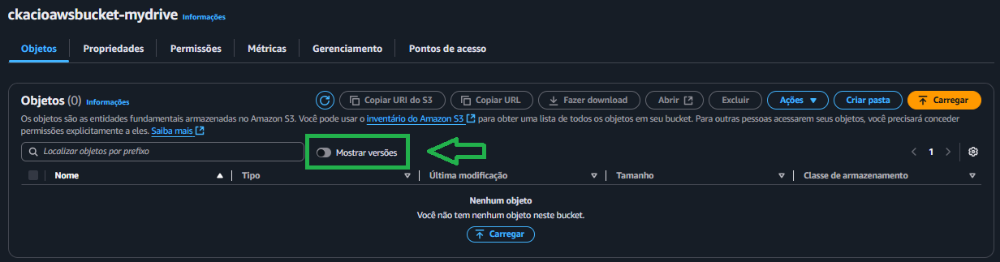 ckacioawsbucket-mydrive Informações
Objetos Propriedades Permissões Métricas Gerenciamento Pontos de acesso
Objetos (0) Informações Copiar URI do S3 Copiar URL Fazer download Abrir Excluir Ações Criar pasta Carregar
Os objetos são as entidades fundamentais armazenadas no Amazon S3. Você pode usar o inventário do Amazon S3 para obter uma lista de todos os objetos em seu bucket. Para outras pessoas acessarem seus objetos, você precisará conceder
permissões explicitamente a eles. Saiba mais
Localizar objetos por prefixo Mostrar versões 1
Nome Tipo Última modificação Tamanho Classe de armazenamento
Nenhum objeto
Você não tem nenhum objeto neste bucket.
Carregar